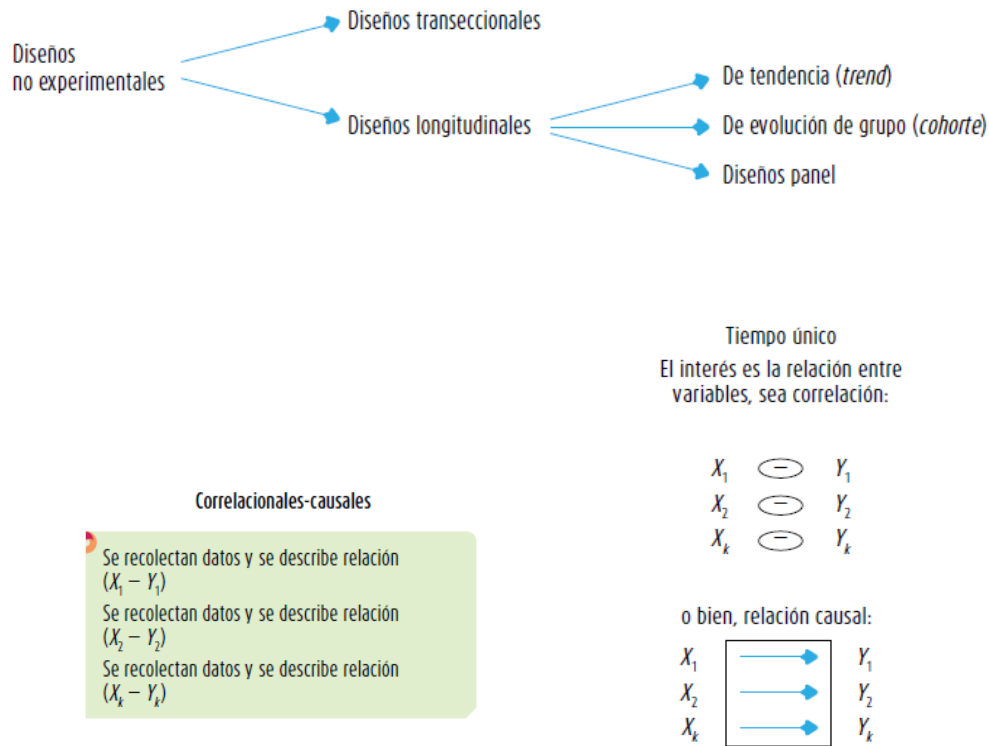 Diseños transeccionales
Diseños
no experimentales
Diseños longitudinales
De tendencia (trend)
De evolución de grupo (cohorte)
Diseños panel
Correlacionales-causales
Se recolectan datos y se describe relación
(X₁ – Y₁)
Se recolectan datos y se describe relación
(X₂ – Y₂)
Se recolectan datos y se describe relación
(Xₖ – Yₖ)
Tiempo único
El interés es la relación entre
variables, sea correlación:
X₁ – Y₁
X₂ – Y₂
Xₖ – Yₖ
o bien, relación causal:
X₁ Y₁
X₂ Y₂
Xₖ Yₖ